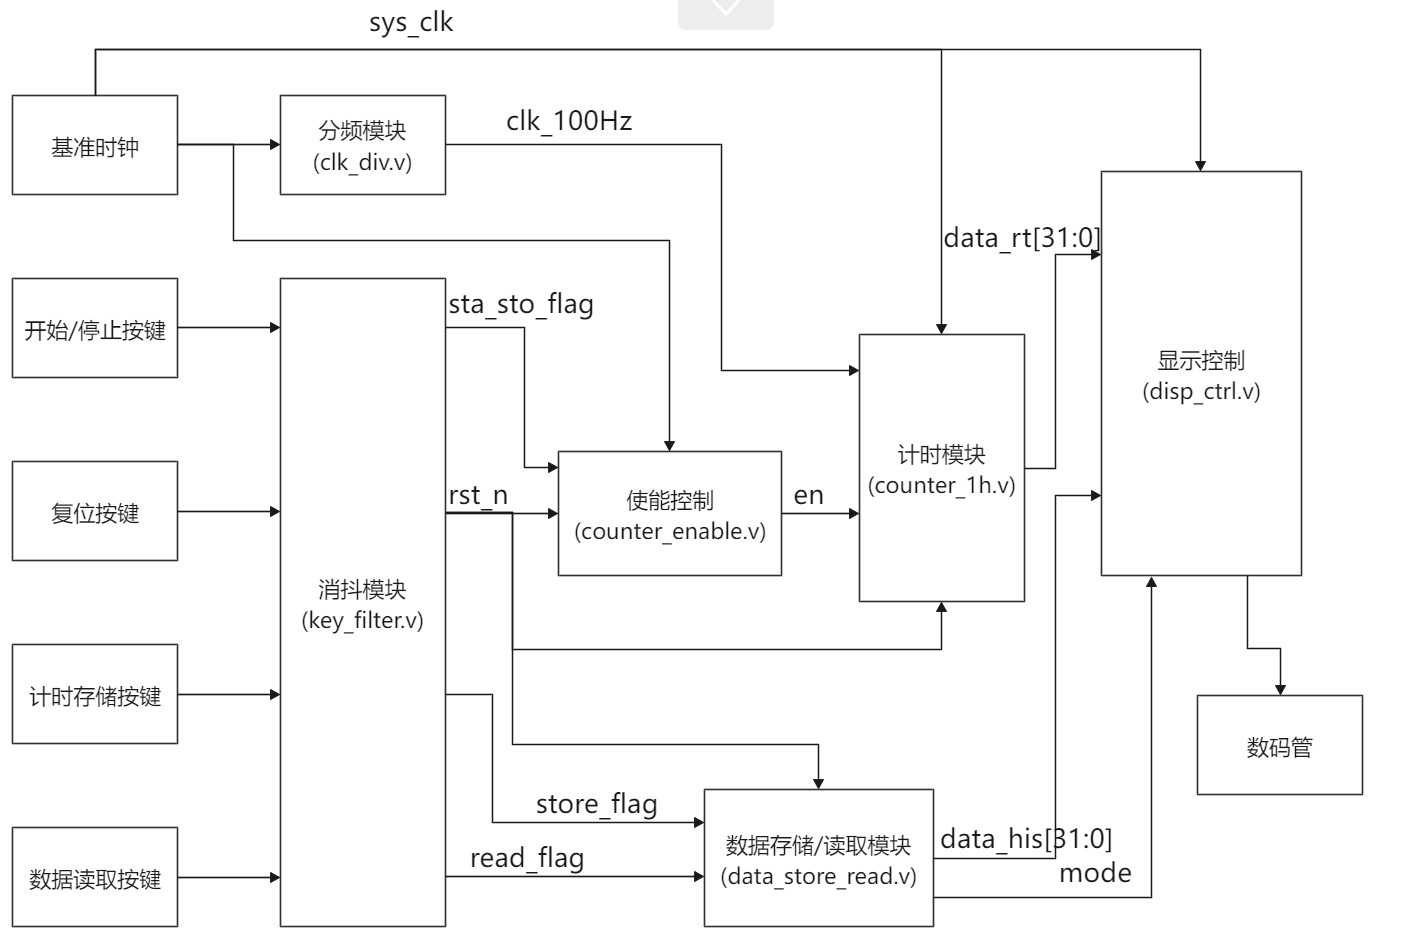 sys_clk
基准时钟
分频模块
(clk_div.v)
clk_100Hz
data_rt[31:0]
开始/停止按键
sta_sto_flag
显示控制
(disp_ctrl.v)
计时模块
(counter_1h.v)
复位按键
rst_n
使能控制
(counter_enable.v)
en
消抖模块
(key_filter.v)
计时存储按键
数码管
store_flag
数据存储/读取模块
(data_store_read.v)
data_his[31:0]
mode
read_flag
数据读取按键